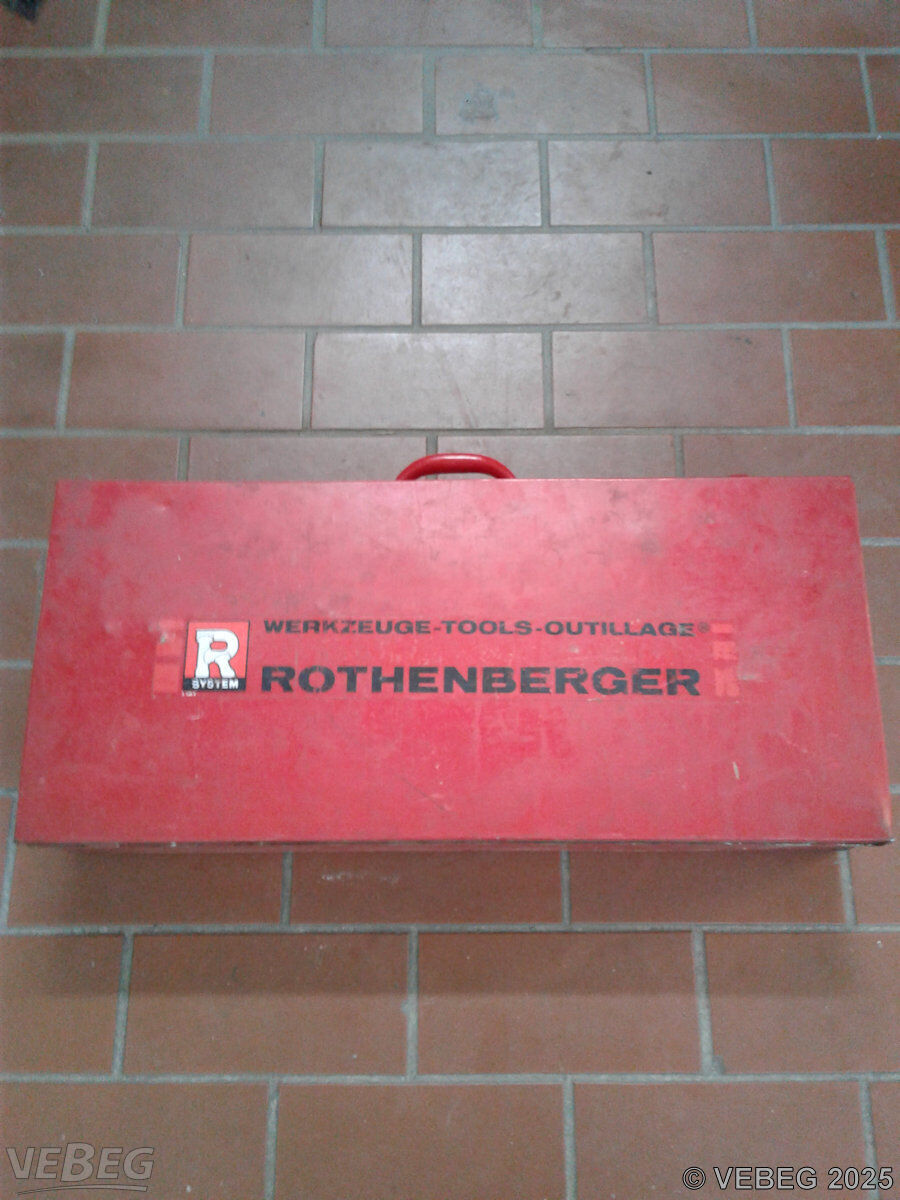 WERKZEUGE-TOOLS-OUTILLAGE®
R
SYSTEM
ROTHENBERGER
VEBEG
© VEBEG 2025